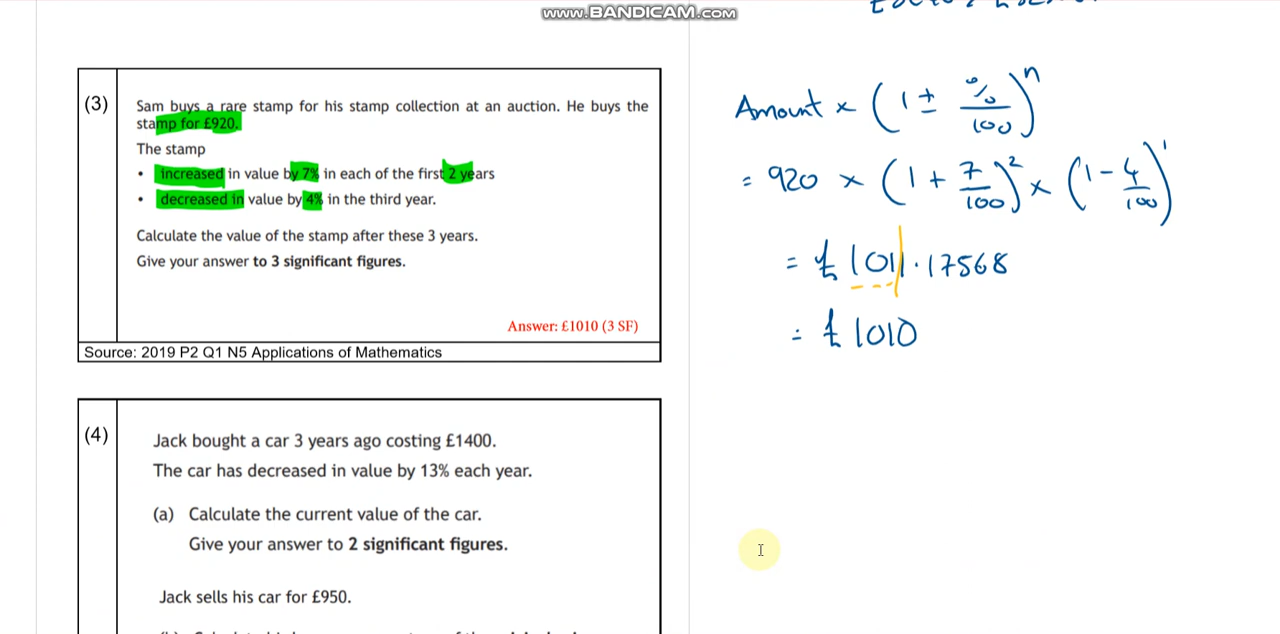 www.BANDICAM.com
(3)
Sam buys a rare stamp for his stamp collection at an auction. He buys the
stamp for £920.
The stamp
• increased in value by 7% in each of the first 2 years
• decreased in value by 4% in the third year.
Calculate the value of the stamp after these 3 years.
Give your answer to 3 significant figures.
Answer: £1010 (3 SF)
Source: 2019 P2 Q1 N5 Applications of Mathematics
(4)
Jack bought a car 3 years ago costing £1400.
The car has decreased in value by 13% each year.
(a) Calculate the current value of the car.
Give your answer to 2 significant figures.
Jack sells his car for £950.
Amount × (1 ± %/100)^n
= 920 × (1 + 7/100)^2 × (1 - 4/100)^1
= £1011.17568
= £1010